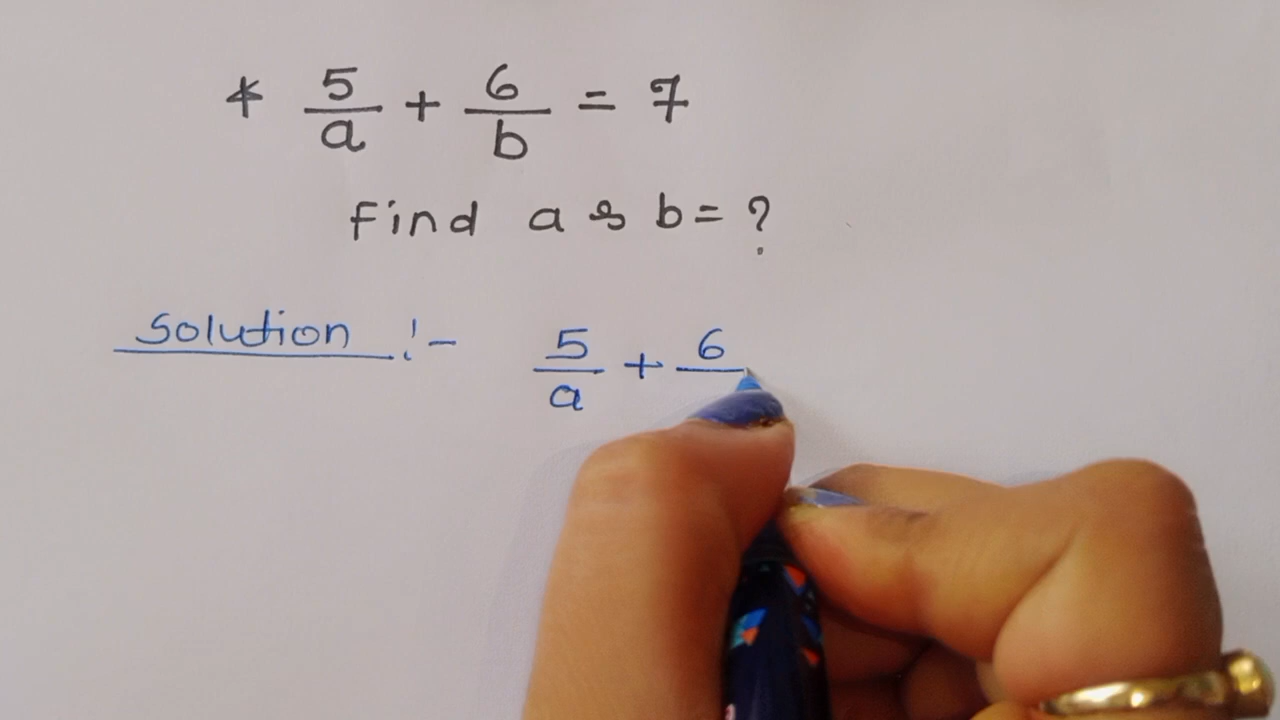 * 5/a + 6/b = 7
Find a & b = ?
Solution :- 5/a + 6/